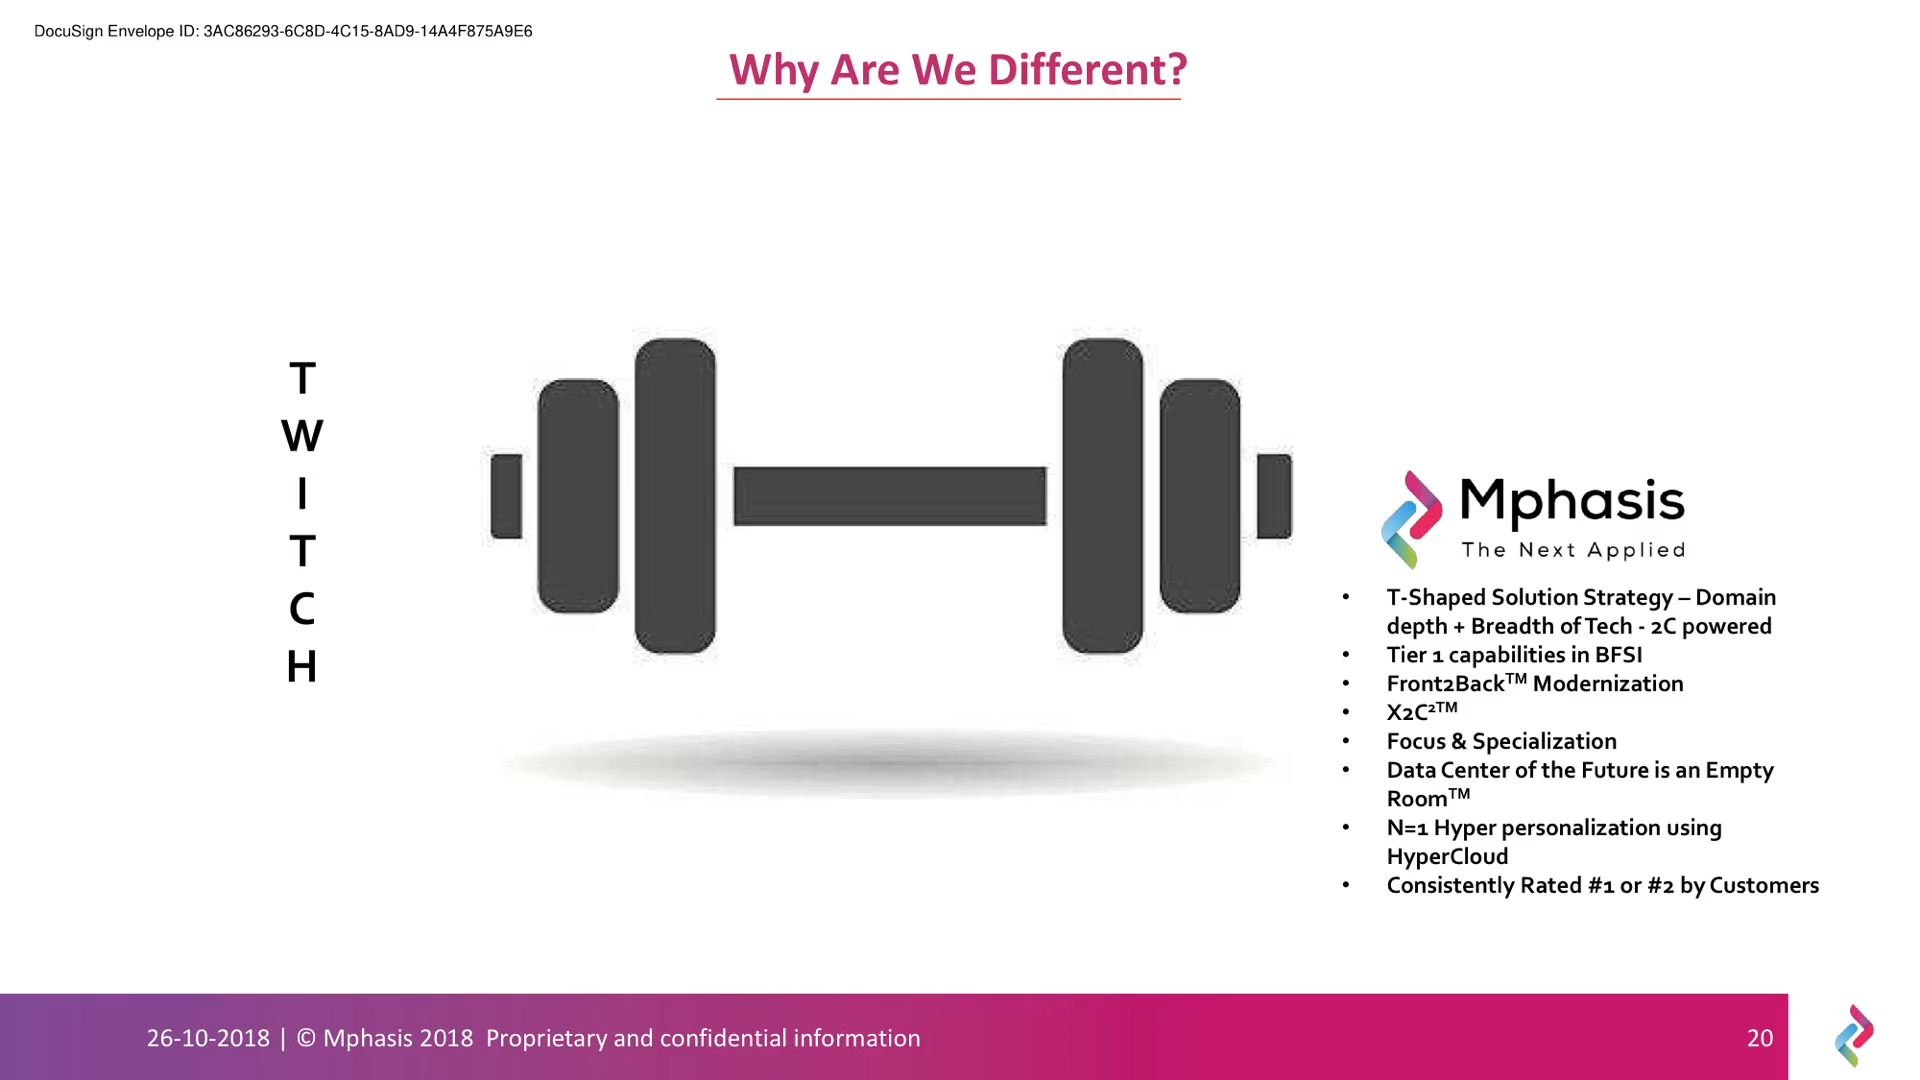 DocuSign Envelope ID: 3AC86293-6C8D-4C15-8AD9-14A4F875A9E6
Why Are We Different?
T
W
I
T
C
H
Mphasis
The Next Applied
• T-Shaped Solution Strategy – Domain
depth + Breadth of Tech - 2C powered
• Tier 1 capabilities in BFSI
• Front2Back™ Modernization
• X2C²™
• Focus & Specialization
• Data Center of the Future is an Empty
Room™
• N=1 Hyper personalization using
HyperCloud
• Consistently Rated #1 or #2 by Customers
26-10-2018 | © Mphasis 2018 Proprietary and confidential information
20